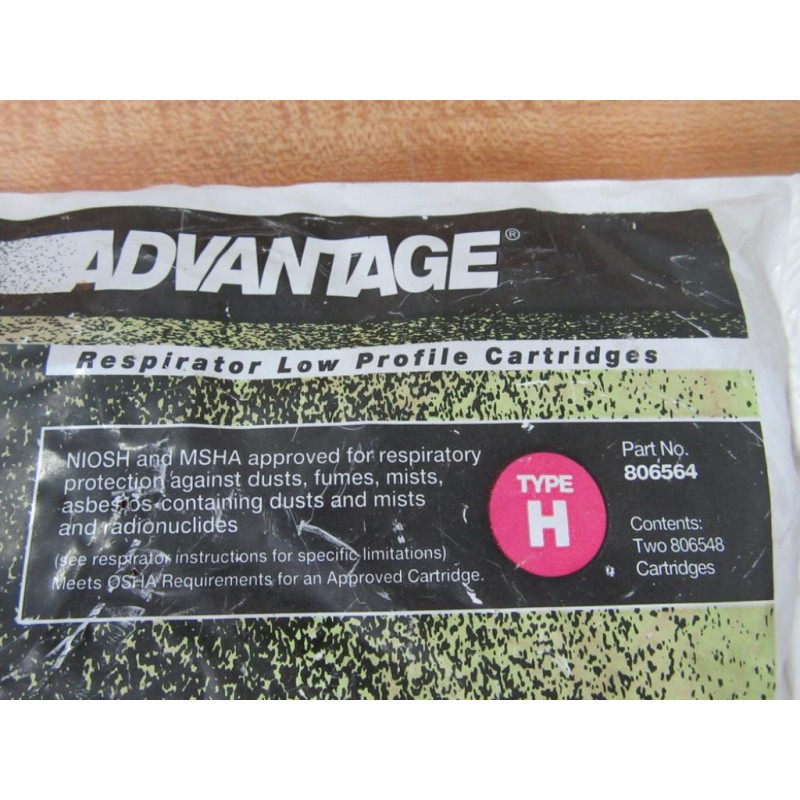 ADVANTAGE®
Respirator Low Profile Cartridges
NIOSH and MSHA approved for respiratory
protection against dusts, fumes, mists,
asbestos-containing dusts and mists
and radionuclides
(see respirator instructions for specific limitations)
Meets OSHA Requirements for an Approved Cartridge.
TYPE
H
Part No.
806564
Contents:
Two 806548
Cartridges